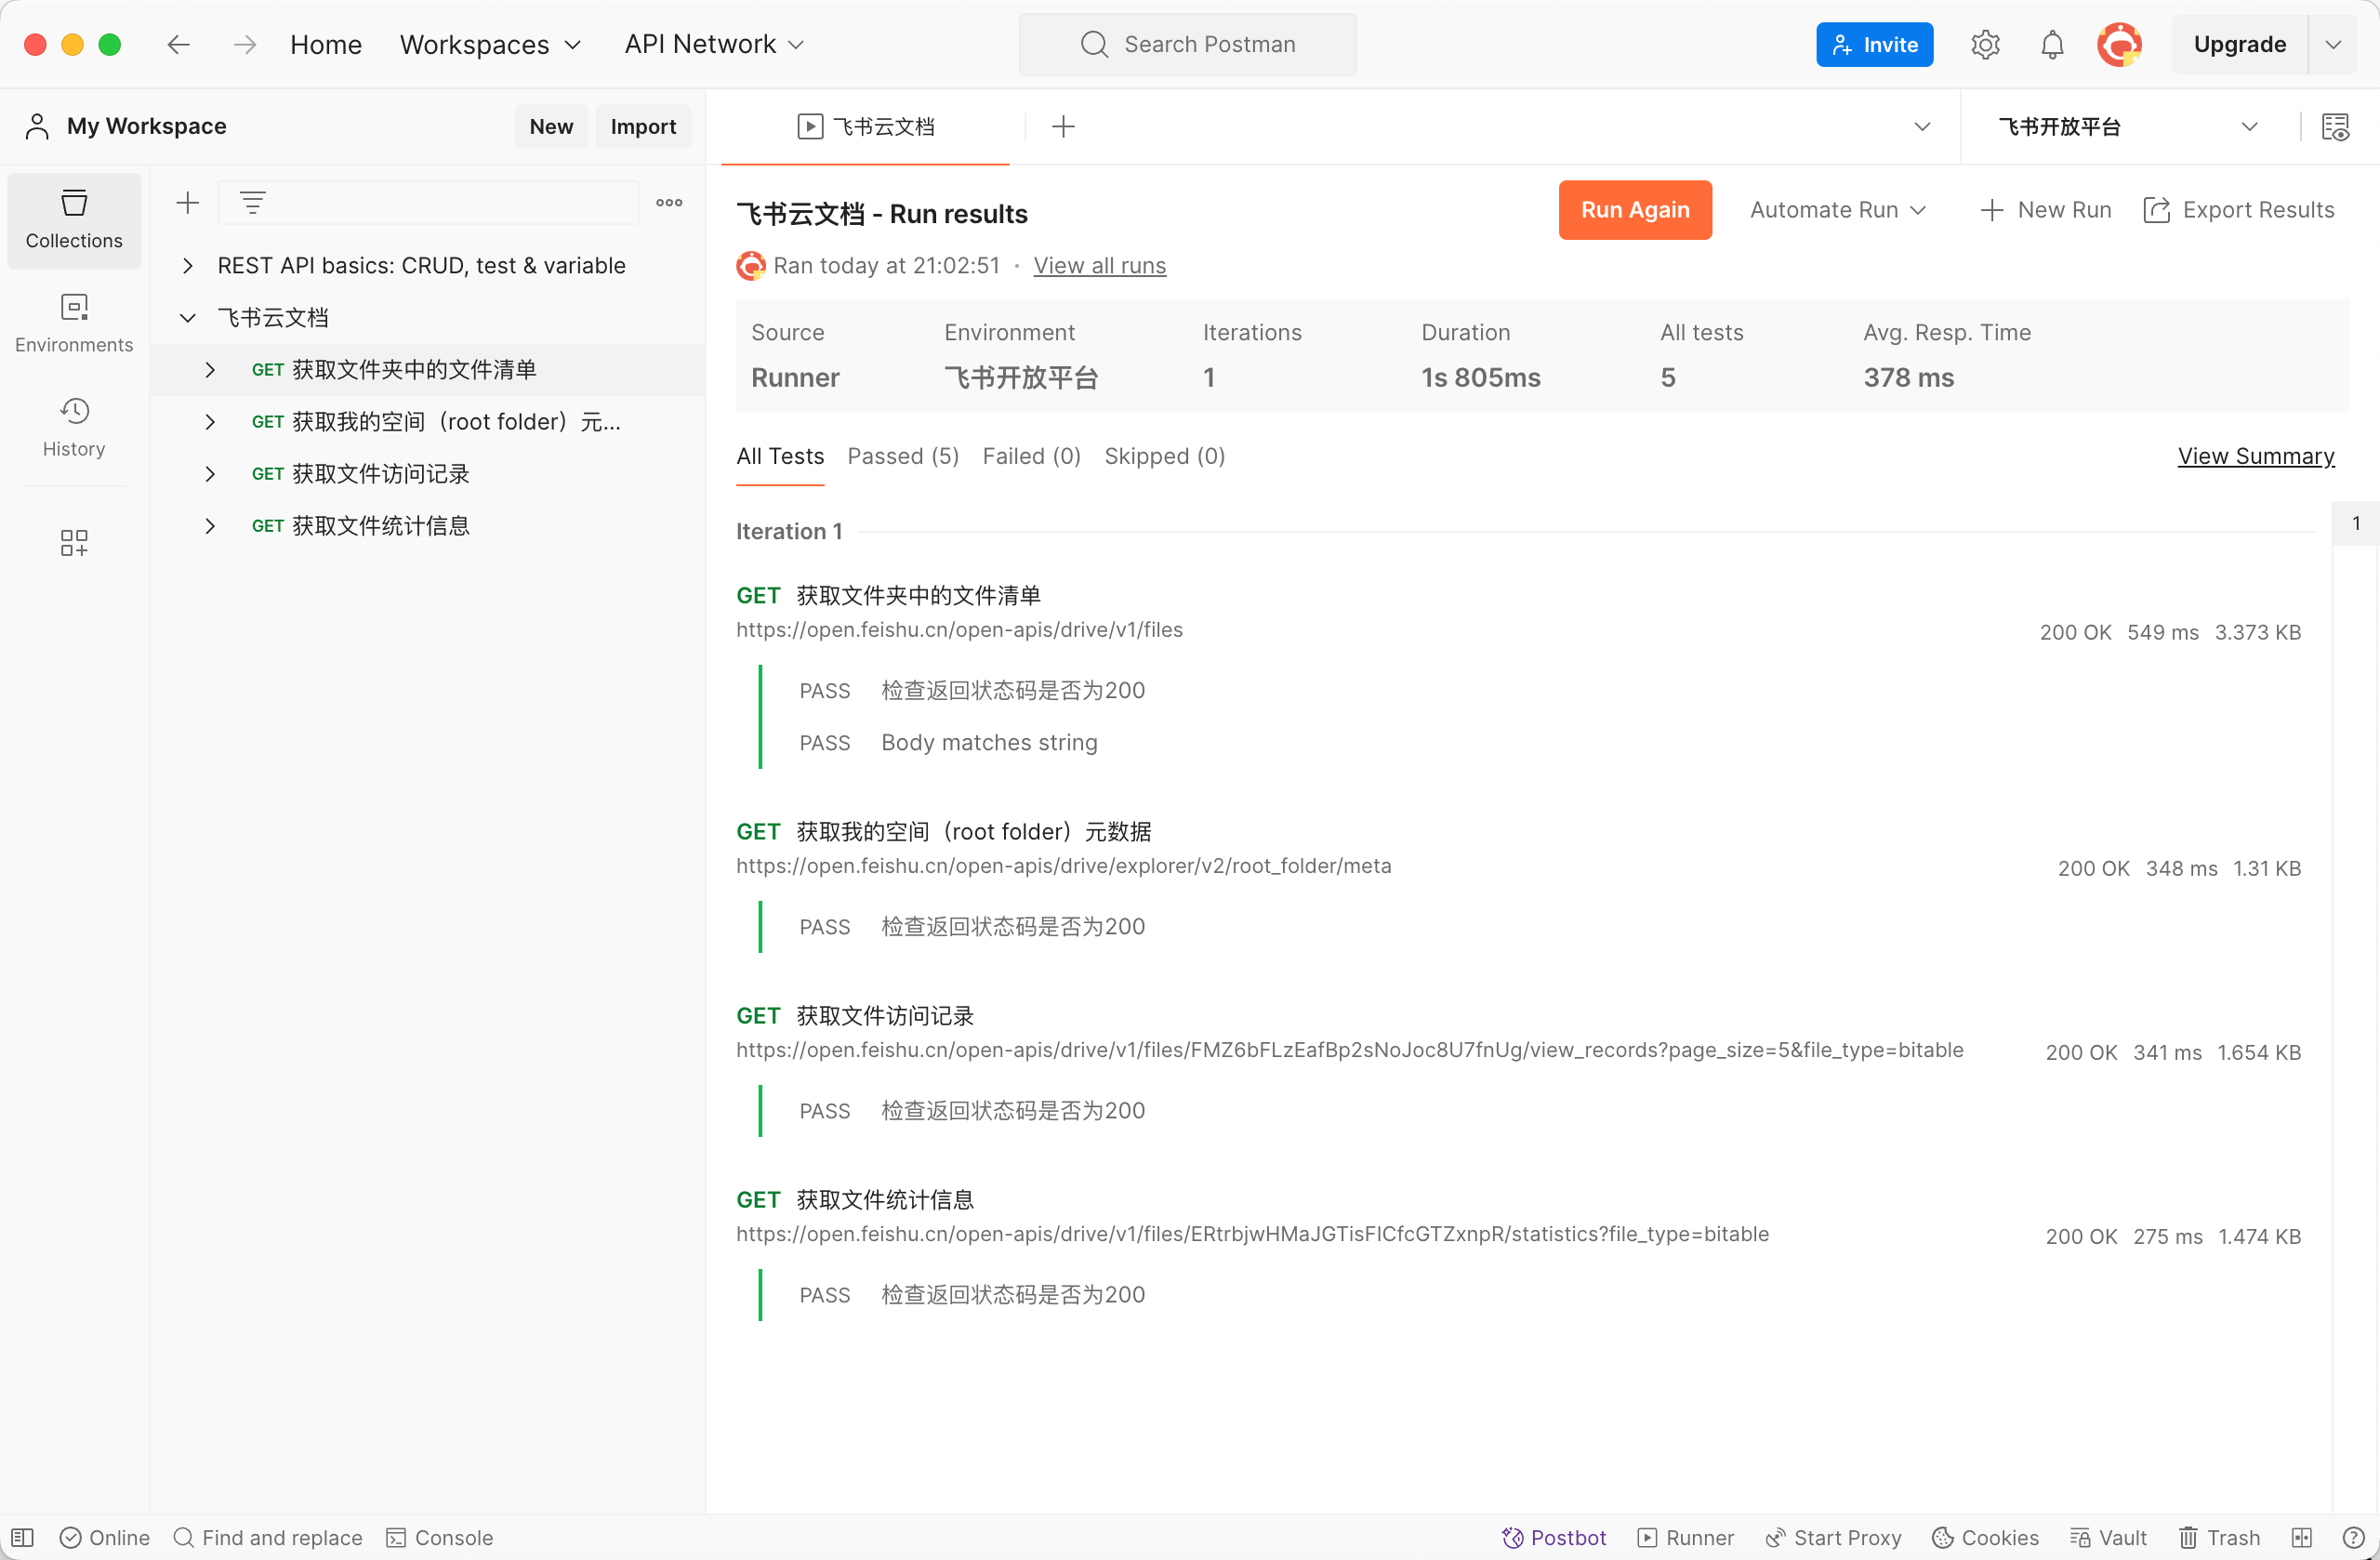 Home
Workspaces
API Network
Search Postman
Invite
Upgrade
My Workspace
New
Import
飞书云文档
飞书开放平台
Collections
Environments
History
REST API basics: CRUD, test & variable
飞书云文档
GET 获取文件夹中的文件清单
GET 获取我的空间（root folder）元...
GET 获取文件访问记录
GET 获取文件统计信息
飞书云文档 - Run results
Run Again
Automate Run
New Run
Export Results
Ran today at 21:02:51 · View all runs
Source Environment Iterations Duration All tests Avg. Resp. Time
Runner 飞书开放平台 1 1s 805ms 5 378 ms
All Tests Passed (5) Failed (0) Skipped (0) View Summary
Iteration 1
1
GET 获取文件夹中的文件清单
https://open.feishu.cn/open-apis/drive/v1/files
200 OK 549 ms 3.373 KB
PASS 检查返回状态码是否为200
PASS Body matches string
GET 获取我的空间（root folder）元数据
https://open.feishu.cn/open-apis/drive/explorer/v2/root_folder/meta
200 OK 348 ms 1.31 KB
PASS 检查返回状态码是否为200
GET 获取文件访问记录
https://open.feishu.cn/open-apis/drive/v1/files/FMZ6bFLzEafBp2sNoJoc8U7fnUg/view_records?page_size=5&file_type=bitable
200 OK 341 ms 1.654 KB
PASS 检查返回状态码是否为200
GET 获取文件统计信息
https://open.feishu.cn/open-apis/drive/v1/files/ERtrbjwHMaJGTisFICfcGTZxnpR/statistics?file_type=bitable
200 OK 275 ms 1.474 KB
PASS 检查返回状态码是否为200
Online
Find and replace
Console
Postbot
Runner
Start Proxy
Cookies
Vault
Trash